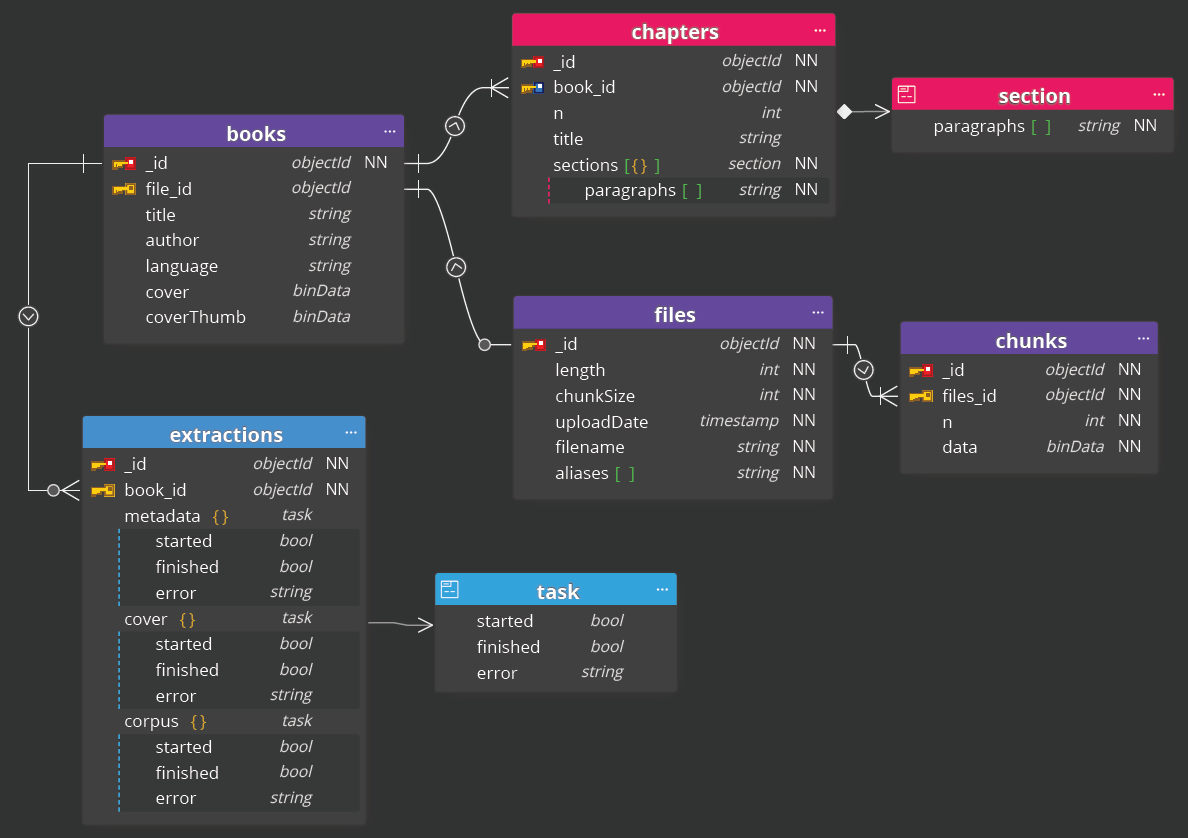 books
_id objectId NN
file_id objectId
title string
author string
language string
cover binData
coverThumb binData
chapters
_id objectId NN
book_id objectId NN
n int
title string
sections [{} ] section NN
paragraphs [ ] string NN
section
paragraphs [ ] string NN
files
_id objectId NN
length int NN
chunkSize int NN
uploadDate timestamp NN
filename string NN
aliases [ ] string NN
chunks
_id objectId NN
files_id objectId NN
n int NN
data binData NN
extractions
_id objectId NN
book_id objectId NN
metadata {} task
started bool
finished bool
error string
cover {} task
started bool
finished bool
error string
corpus {} task
started bool
finished bool
error string
task
started bool
finished bool
error string